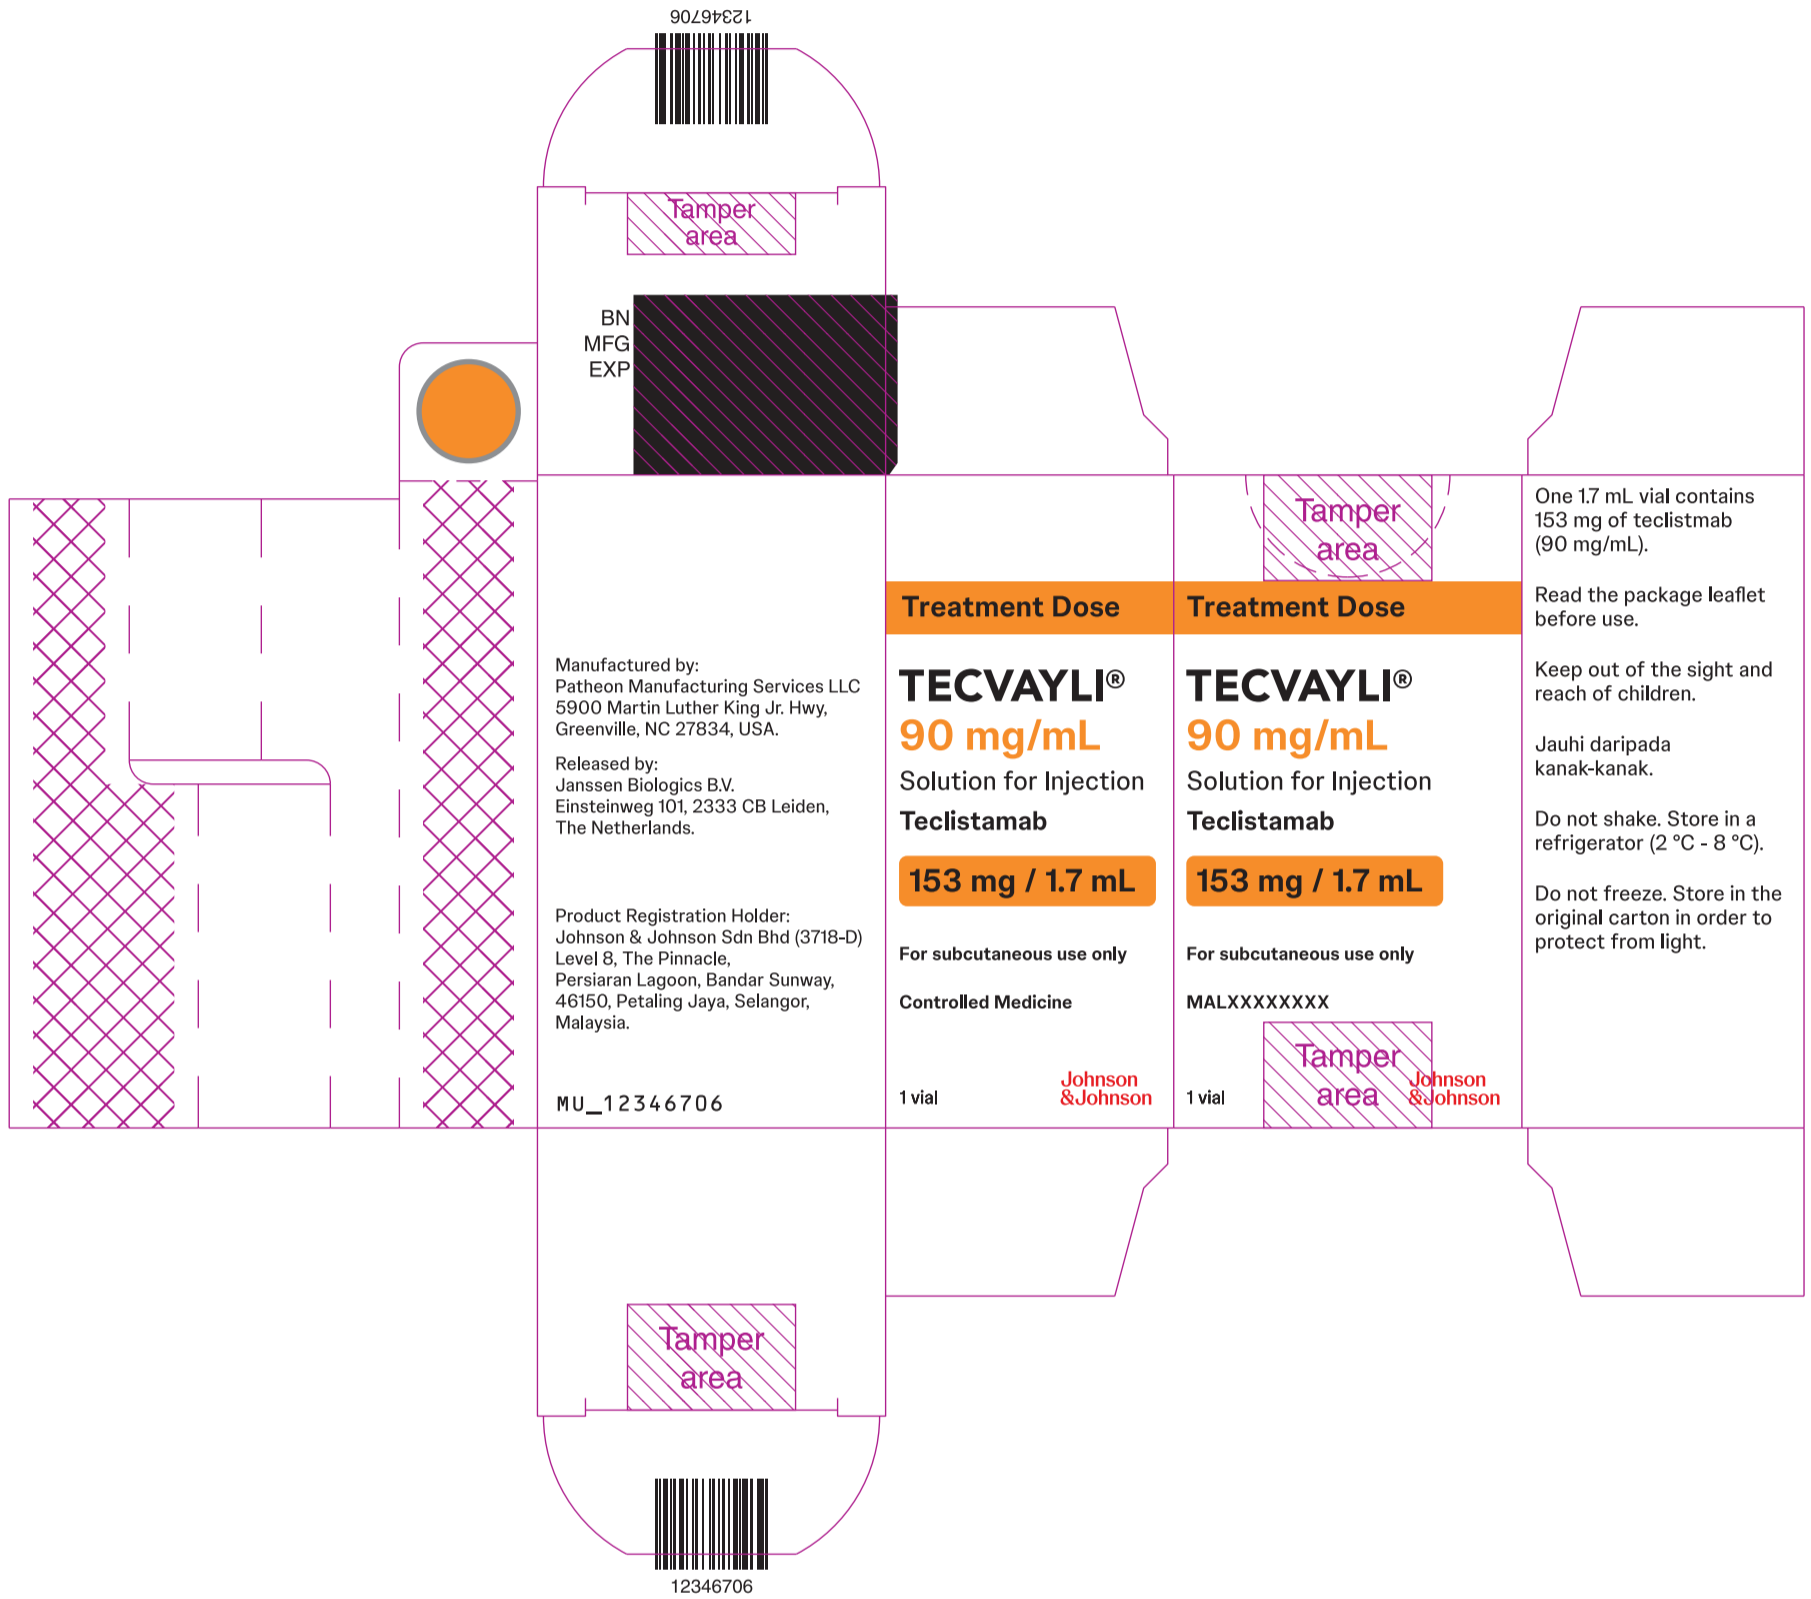 12346706
Tamper
area
BN
MFG
EXP
Manufactured by:
Patheon Manufacturing Services LLC
5900 Martin Luther King Jr. Hwy,
Greenville, NC 27834, USA.
Released by:
Janssen Biologics B.V.
Einsteinweg 101, 2333 CB Leiden,
The Netherlands.
Product Registration Holder:
Johnson & Johnson Sdn Bhd (3718-D)
Level 8, The Pinnacle,
Persiaran Lagoon, Bandar Sunway,
46150, Petaling Jaya, Selangor,
Malaysia.
MU_12346706
Treatment Dose
TECVAYLI®
90 mg/mL
Solution for Injection
Teclistamab
153 mg / 1.7 mL
For subcutaneous use only
Controlled Medicine
1 vial
Johnson
&Johnson
Tamper
area
Treatment Dose
TECVAYLI®
90 mg/mL
Solution for Injection
Teclistamab
153 mg / 1.7 mL
For subcutaneous use only
MALXXXXXXXX
Tamper
area
1 vial
Johnson
&Johnson
One 1.7 mL vial contains
153 mg of teclistmab
(90 mg/mL).
Read the package leaflet
before use.
Keep out of the sight and
reach of children.
Jauhi daripada
kanak-kanak.
Do not shake. Store in a
refrigerator (2 °C - 8 °C).
Do not freeze. Store in the
original carton in order to
protect from light.
Tamper
area
12346706